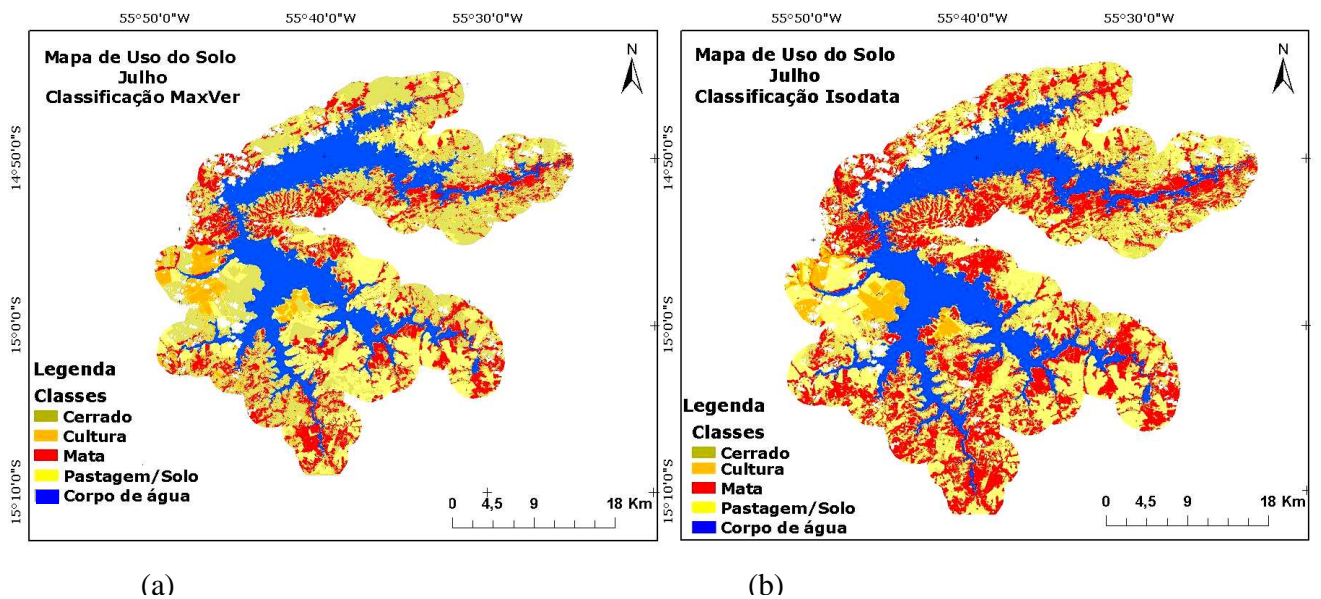 55°50'0"W 55°40'0"W 55°30'0"W
Mapa de Uso do Solo
Julho
Classificação MaxVer
N
14°50'0"S
15°0'0"S
15°10'0"S
Legenda
Classes
Cerrado
Cultura
Mata
Pastagem/Solo
Corpo de água
0 4,5 9 18 Km
(a)
55°50'0"W 55°40'0"W 55°30'0"W
Mapa de Uso do Solo
Julho
Classificação Isodata
N
14°50'0"S
15°0'0"S
15°10'0"S
Legenda
Classes
Cerrado
Cultura
Mata
Pastagem/Solo
Corpo de água
0 4,5 9 18 Km
(b)